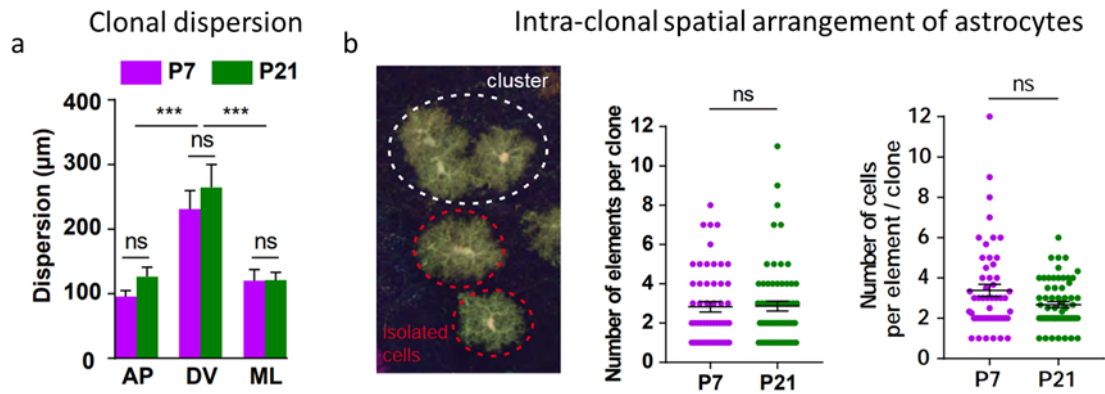 Clonal dispersion
Intra-clonal spatial arrangement of astrocytes
a
P7 P21
Dispersion (µm)
400
300
200
100
0
*** ***
ns
ns
ns
AP DV ML
b
cluster
Isolated
cells
Number of elements per clone
12
10
8
6
4
2
0
ns
P7 P21
Number of cells
per element / clone
12
10
8
6
4
2
0
ns
P7 P21